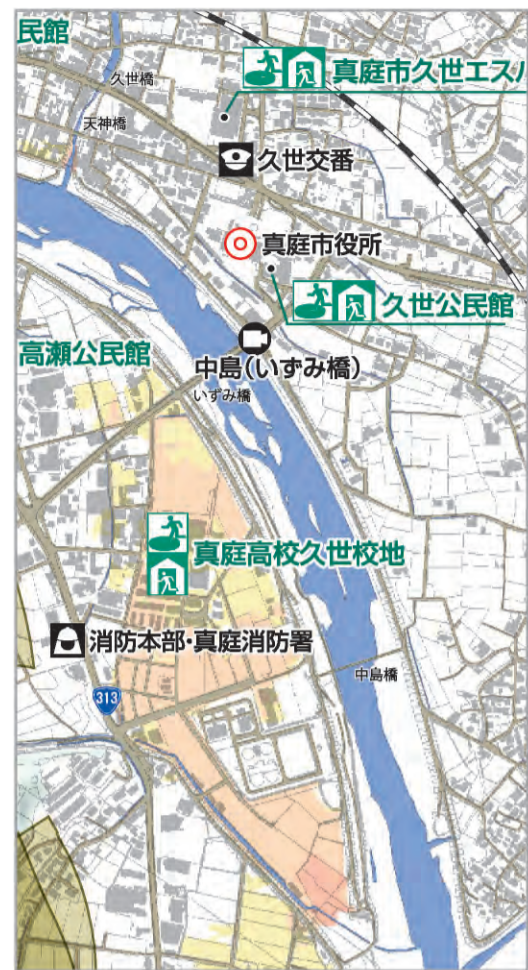 民館
久世橋
真庭市久世エスパ
天神橋
久世交番
真庭市役所
久世公民館
高瀬公民館
中島(いずみ橋)
いずみ橋
真庭高校久世校地
消防本部・真庭消防署
中島橋
313